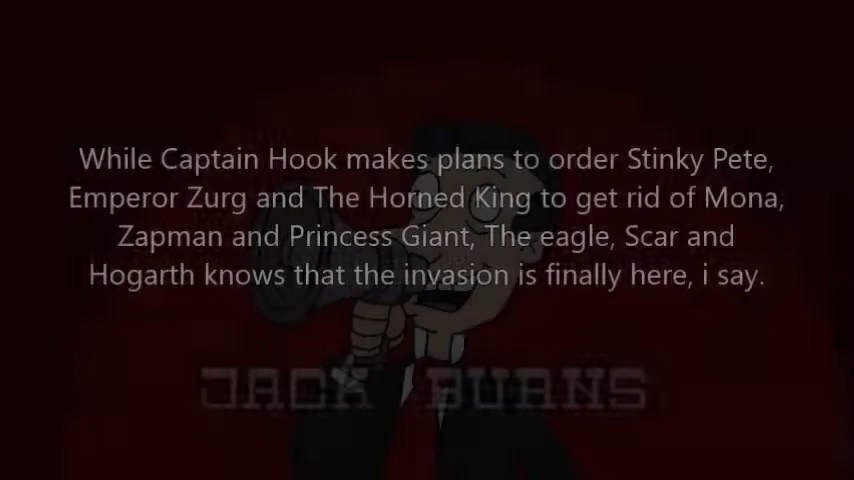 While Captain Hook makes plans to order Stinky Pete,
Emperor Zurg and The Horned King to get rid of Mona,
Zapman and Princess Giant, The eagle, Scar and
Hogarth knows that the invasion is finally here, i say.
JACK BURNS